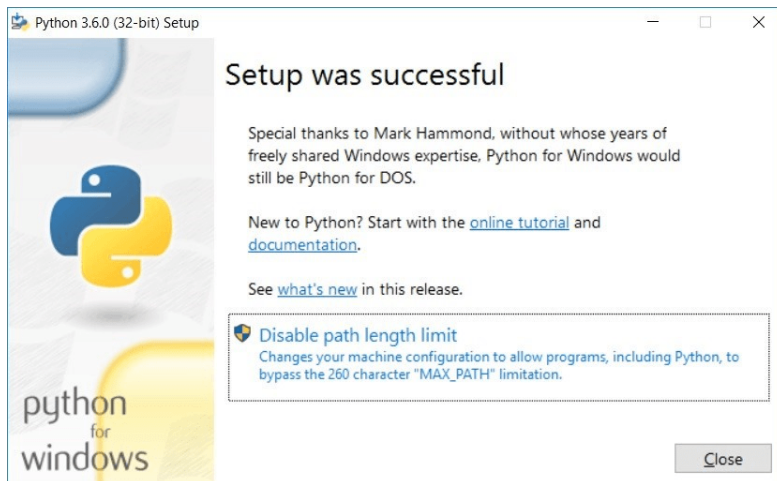 Python 3.6.0 (32-bit) Setup
Setup was successful
Special thanks to Mark Hammond, without whose years of
freely shared Windows expertise, Python for Windows would
still be Python for DOS.
New to Python? Start with the online tutorial and
documentation.
See what's new in this release.
Disable path length limit
Changes your machine configuration to allow programs, including Python, to
bypass the 260 character "MAX_PATH" limitation.
python
for
windows
Close